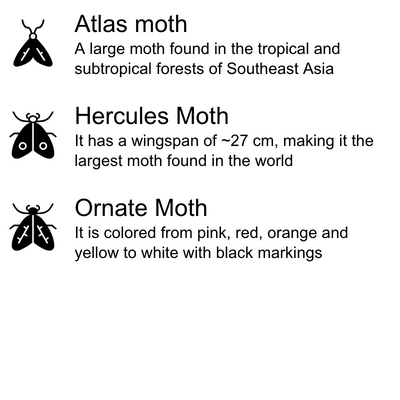 Atlas moth
A large moth found in the tropical and
subtropical forests of Southeast Asia
Hercules Moth
It has a wingspan of ~27 cm, making it the
largest moth found in the world
Ornate Moth
It is colored from pink, red, orange and
yellow to white with black markings